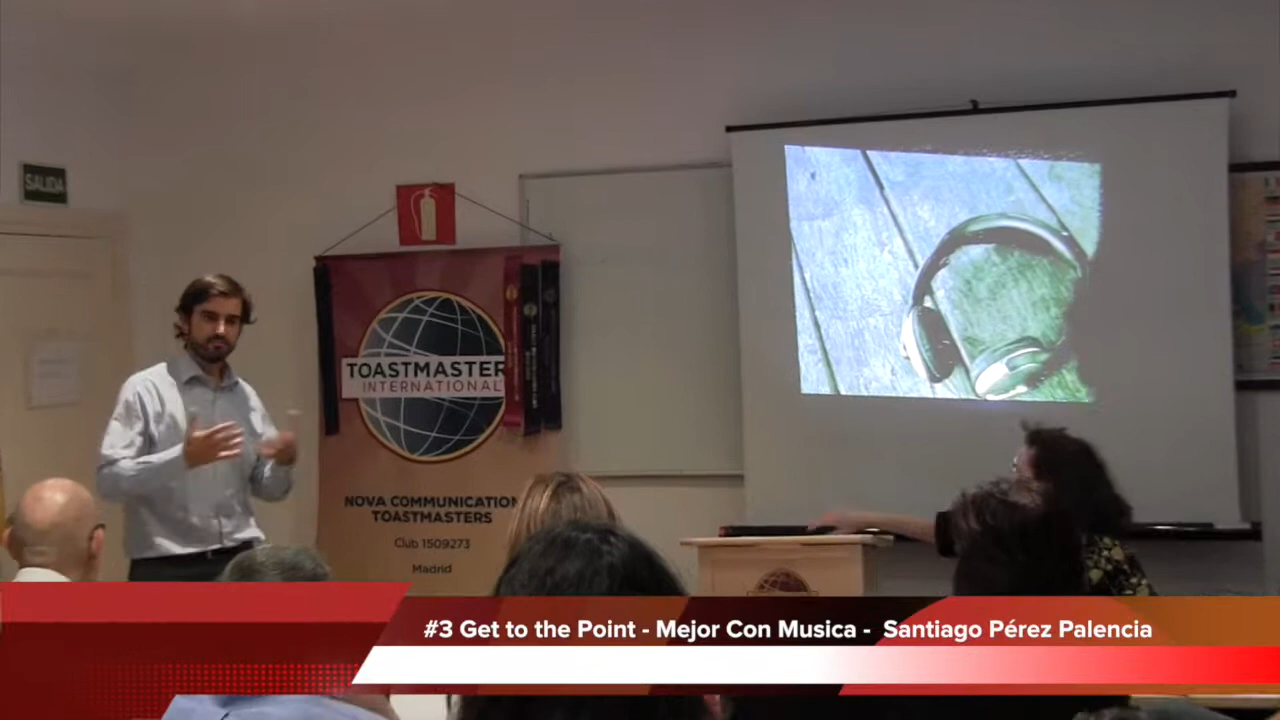 SALIDA
TOASTMASTER
INTERNATIONAL
NOVA COMMUNICATION
TOASTMASTERS
Club 1509273
Madrid
#3 Get to the Point - Mejor Con Musica - Santiago Pérez Palencia